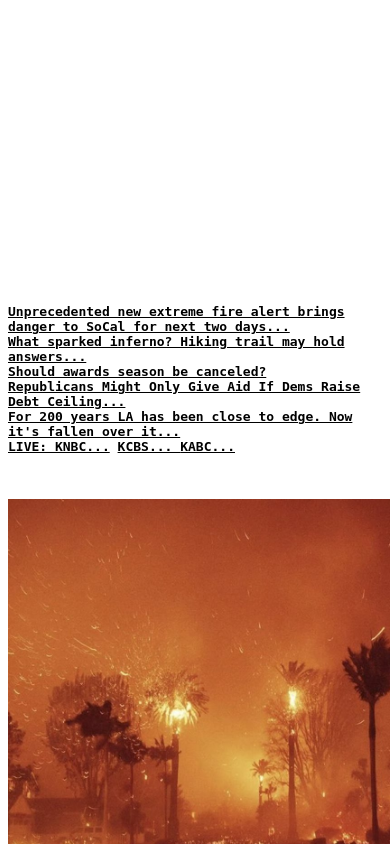 Unprecedented new extreme fire alert brings
danger to SoCal for next two days...
What sparked inferno? Hiking trail may hold
answers...
Should awards season be canceled?
Republicans Might Only Give Aid If Dems Raise
Debt Ceiling...
For 200 years LA has been close to edge. Now
it's fallen over it...
LIVE: KNBC... KCBS... KABC...